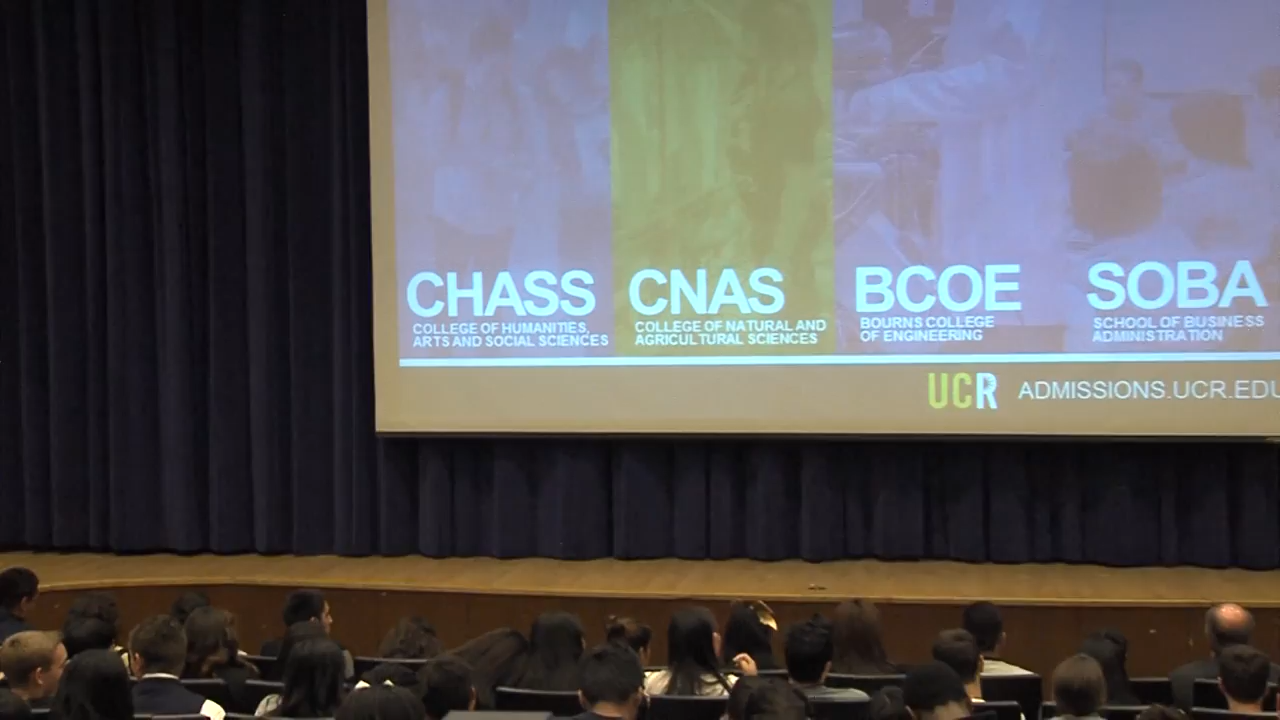 CHASS
COLLEGE OF HUMANITIES,
ARTS AND SOCIAL SCIENCES
CNAS
COLLEGE OF NATURAL AND
AGRICULTURAL SCIENCES
BCOE
BOURNS COLLEGE
OF ENGINEERING
SOBA
SCHOOL OF BUSINESS
ADMINISTRATION
UCR ADMISSIONS.UCR.EDU